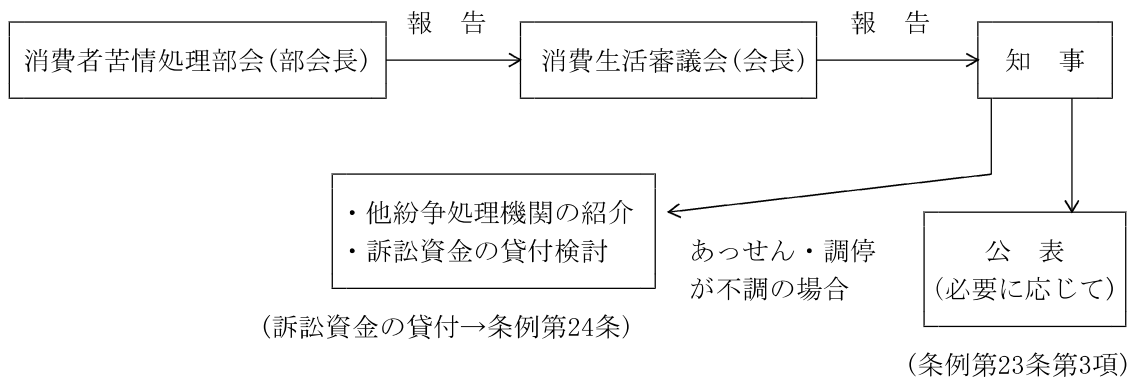 報　告
報　告
消費者苦情処理部会(部会長)
消費生活審議会(会長)
知　事
・他紛争処理機関の紹介
・訴訟資金の貸付検討
あっせん・調停
が不調の場合
公　表
(必要に応じて)
(訴訟資金の貸付→条例第24条)
(条例第23条第3項)